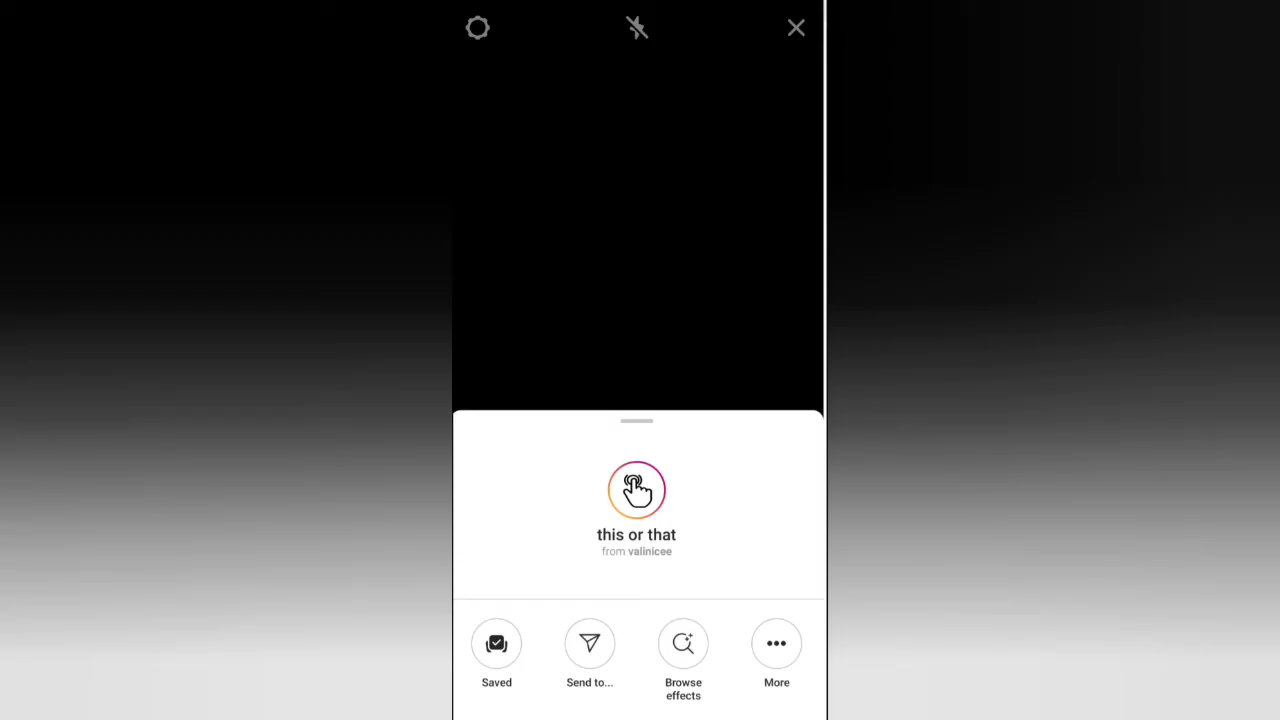 this or that
from valinicee
Saved
Send to...
Browse
effects
More